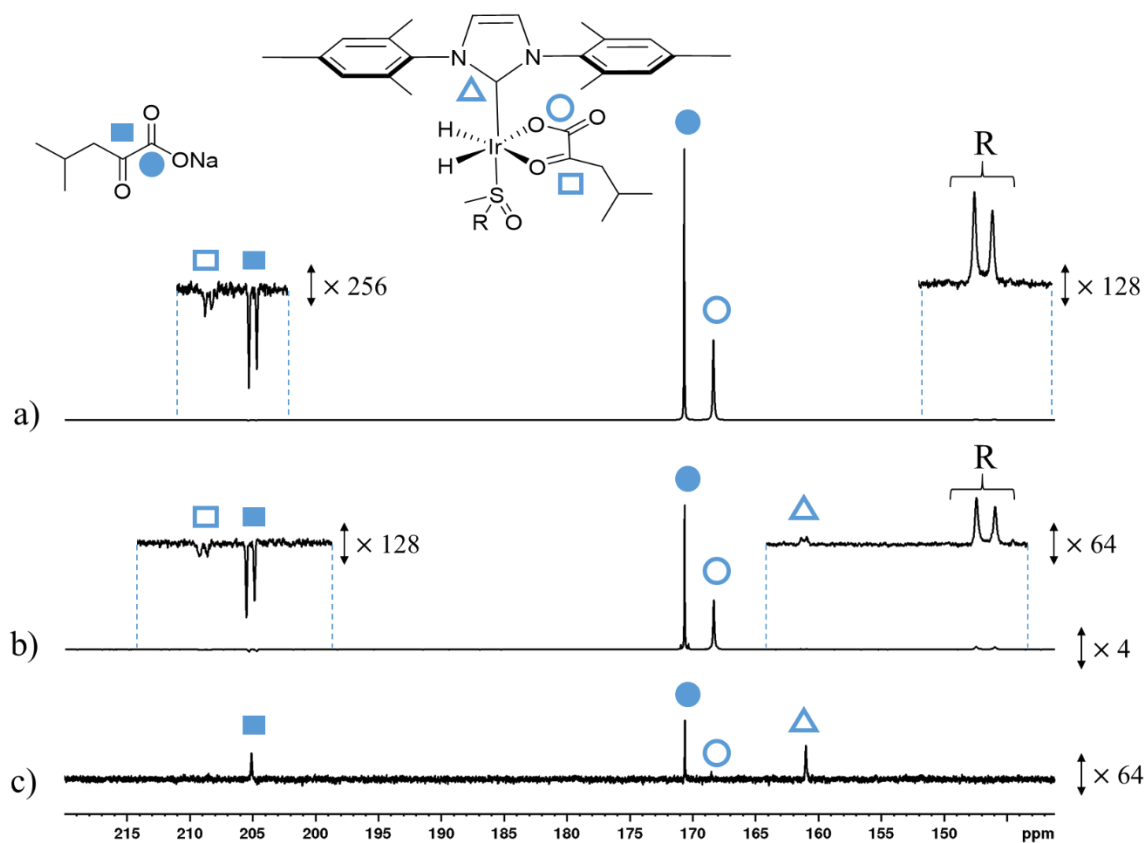 N N
O
O ONa
O
H O O
Ir
H O
S
R O
R
× 256
× 128
a)
R
× 128
× 64
b)
× 4
c)
× 64
215 210 205 200 195 190 185 180 175 170 165 160 155 150 ppm